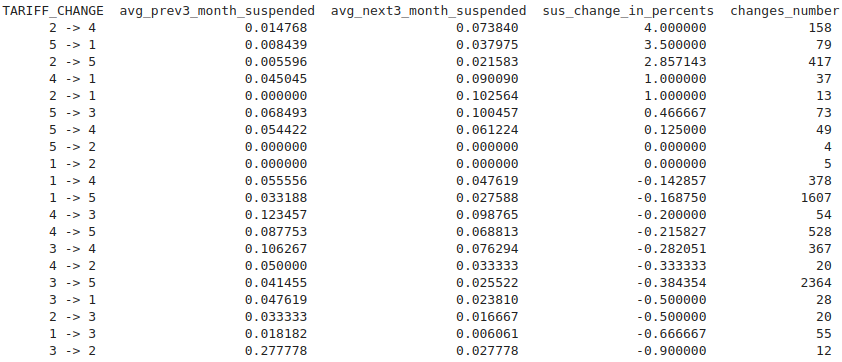 TARIFF_CHANGE avg_prev3_month_suspended avg_next3_month_suspended sus_change_in_percents changes_number
2 -> 4 0.014768 0.073840 4.000000 158
5 -> 1 0.008439 0.037975 3.500000 79
2 -> 5 0.005596 0.021583 2.857143 417
4 -> 1 0.045045 0.090090 1.000000 37
2 -> 1 0.000000 0.102564 1.000000 13
5 -> 3 0.068493 0.100457 0.466667 73
5 -> 4 0.054422 0.061224 0.125000 49
5 -> 2 0.000000 0.000000 0.000000 4
1 -> 2 0.000000 0.000000 0.000000 5
1 -> 4 0.055556 0.047619 -0.142857 378
1 -> 5 0.033188 0.027588 -0.168750 1607
4 -> 3 0.123457 0.098765 -0.200000 54
4 -> 5 0.087753 0.068813 -0.215827 528
3 -> 4 0.106267 0.076294 -0.282051 367
4 -> 2 0.050000 0.033333 -0.333333 20
3 -> 5 0.041455 0.025522 -0.384354 2364
3 -> 1 0.047619 0.023810 -0.500000 28
2 -> 3 0.033333 0.016667 -0.500000 20
1 -> 3 0.018182 0.006061 -0.666667 55
3 -> 2 0.277778 0.027778 -0.900000 12